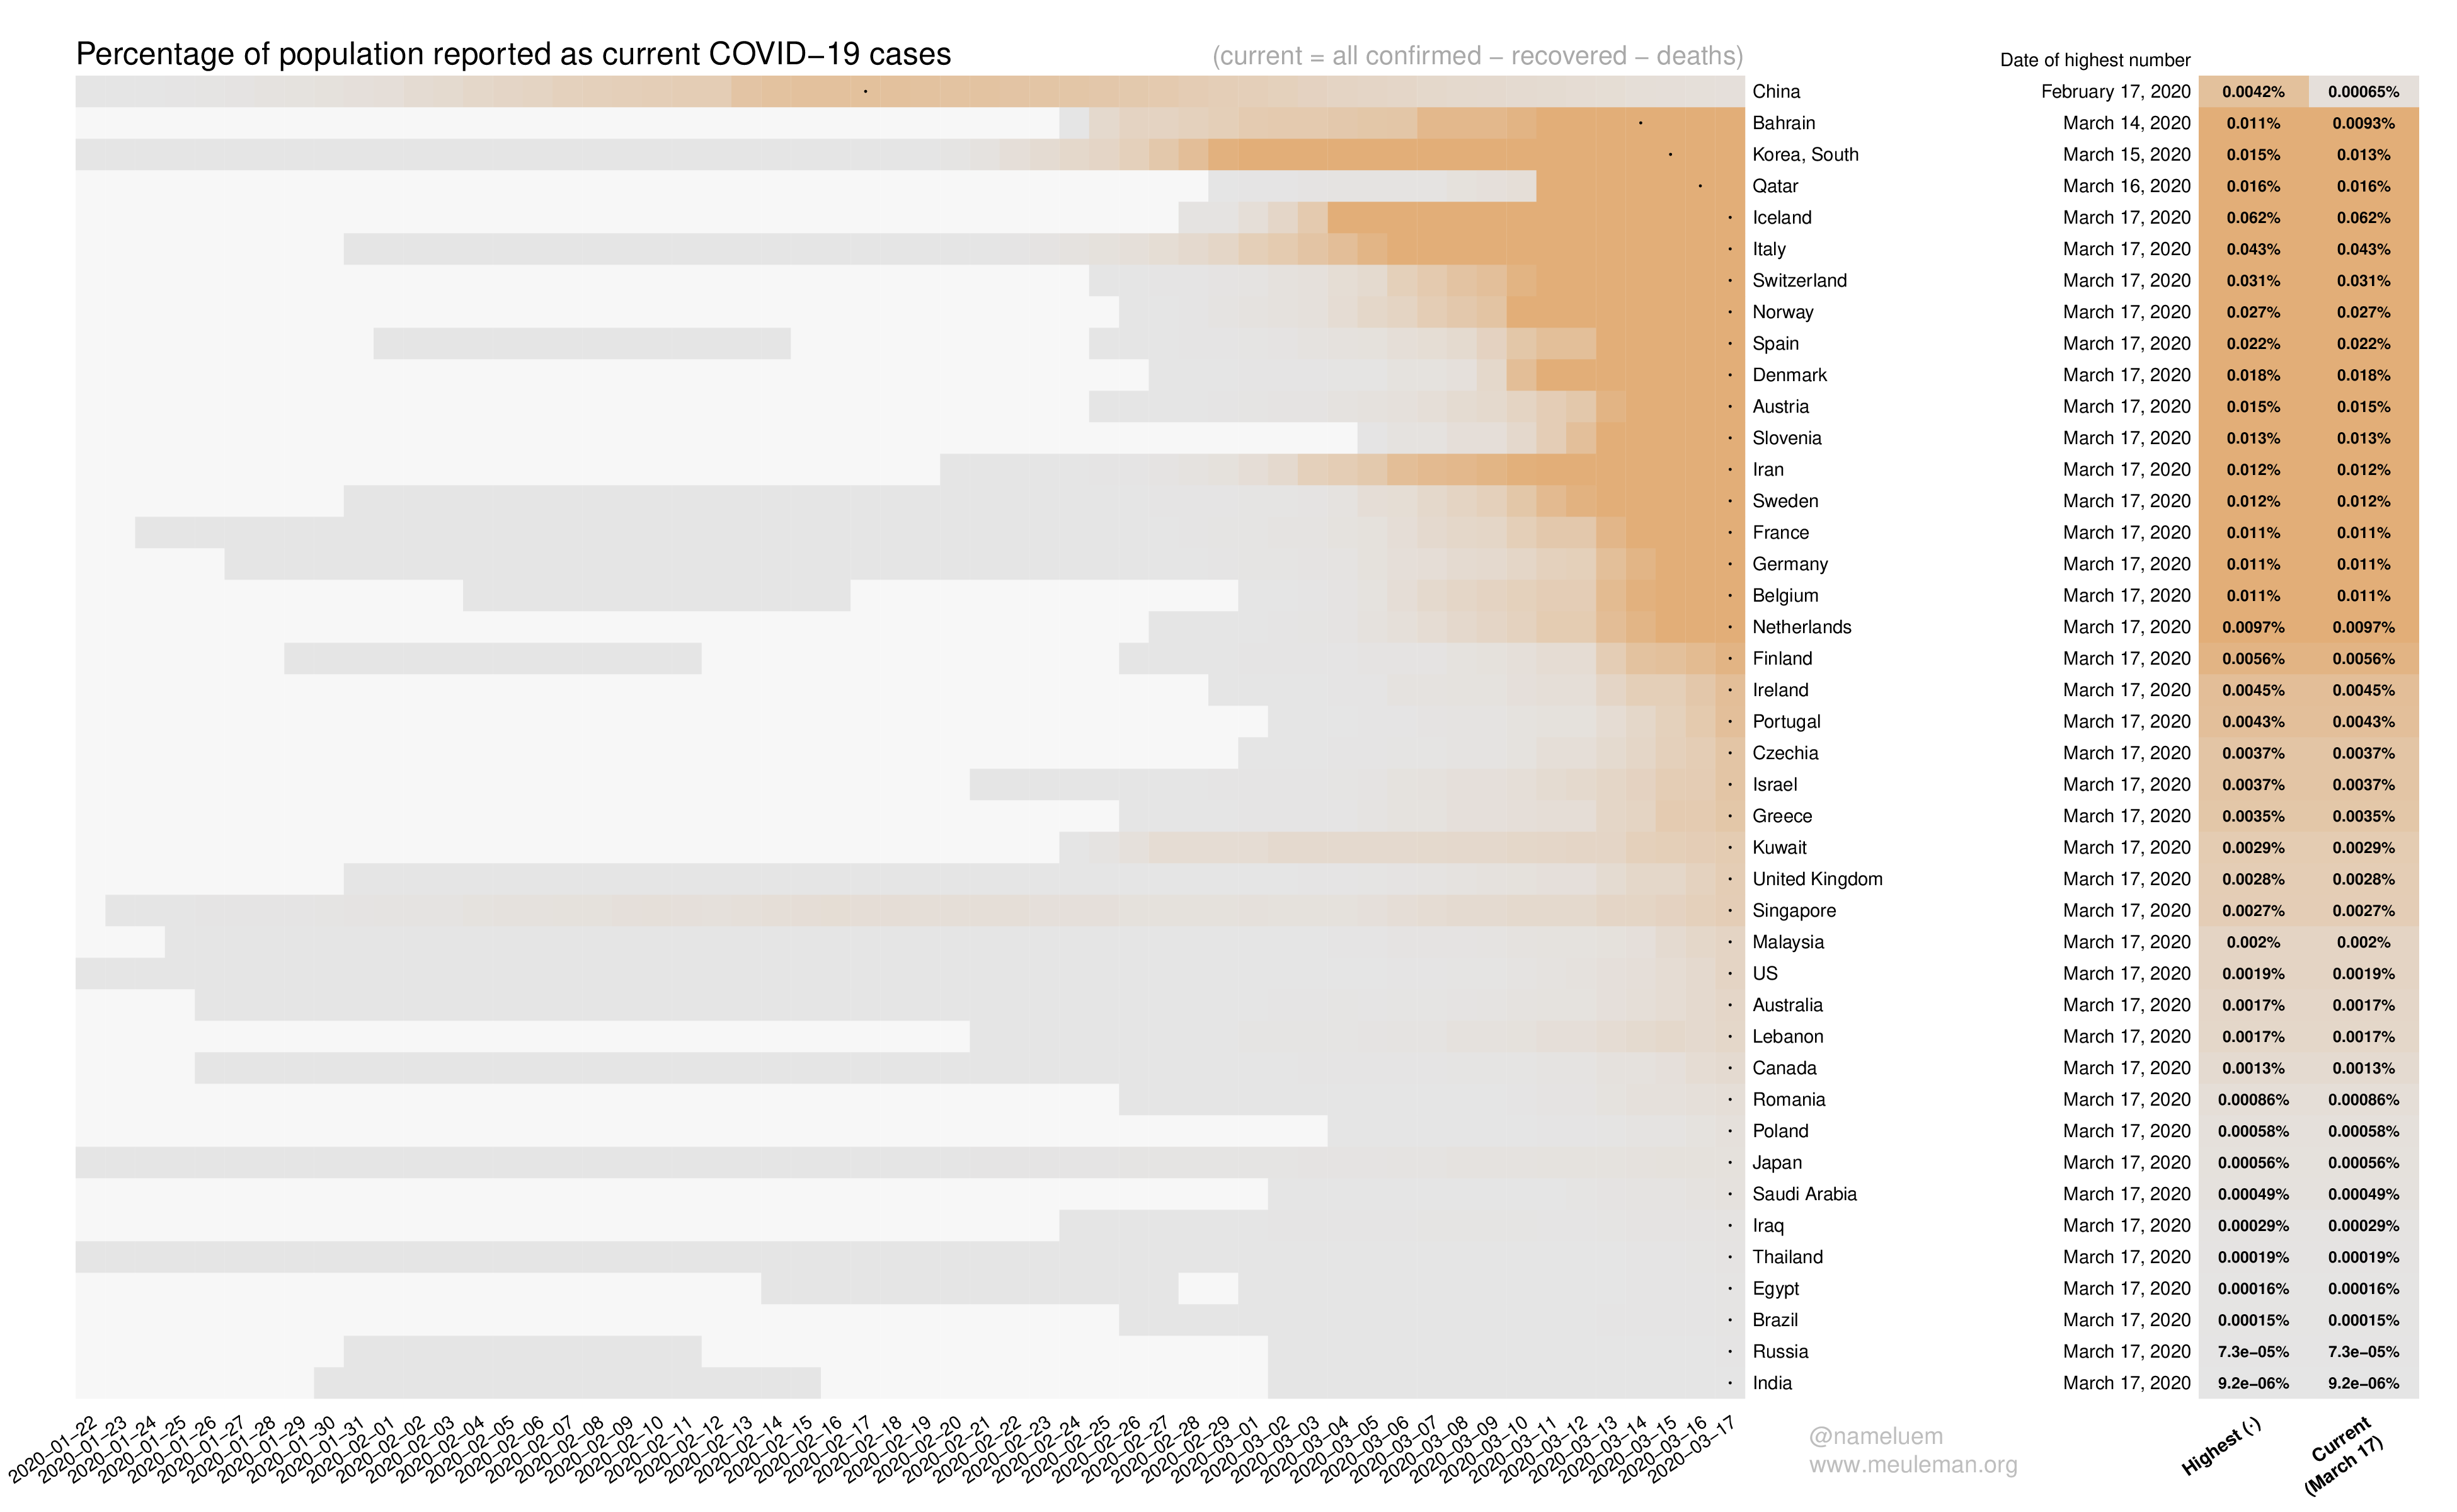 Percentage of population reported as current COVID−19 cases (current = all confirmed − recovered − deaths) Date of highest number
China February 17, 2020 0.0042% 0.00065%
Bahrain March 14, 2020 0.011% 0.0093%
Korea, South March 15, 2020 0.015% 0.013%
Qatar March 16, 2020 0.016% 0.016%
Iceland March 17, 2020 0.062% 0.062%
Italy March 17, 2020 0.043% 0.043%
Switzerland March 17, 2020 0.031% 0.031%
Norway March 17, 2020 0.027% 0.027%
Spain March 17, 2020 0.022% 0.022%
Denmark March 17, 2020 0.018% 0.018%
Austria March 17, 2020 0.015% 0.015%
Slovenia March 17, 2020 0.013% 0.013%
Iran March 17, 2020 0.012% 0.012%
Sweden March 17, 2020 0.012% 0.012%
France March 17, 2020 0.011% 0.011%
Germany March 17, 2020 0.011% 0.011%
Belgium March 17, 2020 0.011% 0.011%
Netherlands March 17, 2020 0.0097% 0.0097%
Finland March 17, 2020 0.0056% 0.0056%
Ireland March 17, 2020 0.0045% 0.0045%
Portugal March 17, 2020 0.0043% 0.0043%
Czechia March 17, 2020 0.0037% 0.0037%
Israel March 17, 2020 0.0037% 0.0037%
Greece March 17, 2020 0.0035% 0.0035%
Kuwait March 17, 2020 0.0029% 0.0029%
United Kingdom March 17, 2020 0.0028% 0.0028%
Singapore March 17, 2020 0.0027% 0.0027%
Malaysia March 17, 2020 0.002% 0.002%
US March 17, 2020 0.0019% 0.0019%
Australia March 17, 2020 0.0017% 0.0017%
Lebanon March 17, 2020 0.0017% 0.0017%
Canada March 17, 2020 0.0013% 0.0013%
Romania March 17, 2020 0.00086% 0.00086%
Poland March 17, 2020 0.00058% 0.00058%
Japan March 17, 2020 0.00056% 0.00056%
Saudi Arabia March 17, 2020 0.00049% 0.00049%
Iraq March 17, 2020 0.00029% 0.00029%
Thailand March 17, 2020 0.00019% 0.00019%
Egypt March 17, 2020 0.00016% 0.00016%
Brazil March 17, 2020 0.00015% 0.00015%
Russia March 17, 2020 7.3e−05% 7.3e−05%
India March 17, 2020 9.2e−06% 9.2e−06%
2020−01−22
2020−01−23
2020−01−24
2020−01−25
2020−01−26
2020−01−27
2020−01−28
2020−01−29
2020−01−30
2020−01−31
2020−02−01
2020−02−02
2020−02−03
2020−02−04
2020−02−05
2020−02−06
2020−02−07
2020−02−08
2020−02−09
2020−02−10
2020−02−11
2020−02−12
2020−02−13
2020−02−14
2020−02−15
2020−02−16
2020−02−17
2020−02−18
2020−02−19
2020−02−20
2020−02−21
2020−02−22
2020−02−23
2020−02−24
2020−02−25
2020−02−26
2020−02−27
2020−02−28
2020−02−29
2020−03−01
2020−03−02
2020−03−03
2020−03−04
2020−03−05
2020−03−06
2020−03−07
2020−03−08
2020−03−09
2020−03−10
2020−03−11
2020−03−12
2020−03−13
2020−03−14
2020−03−15
2020−03−16
2020−03−17
@nameluem
www.meuleman.org
Highest (·)
Current
(March 17)